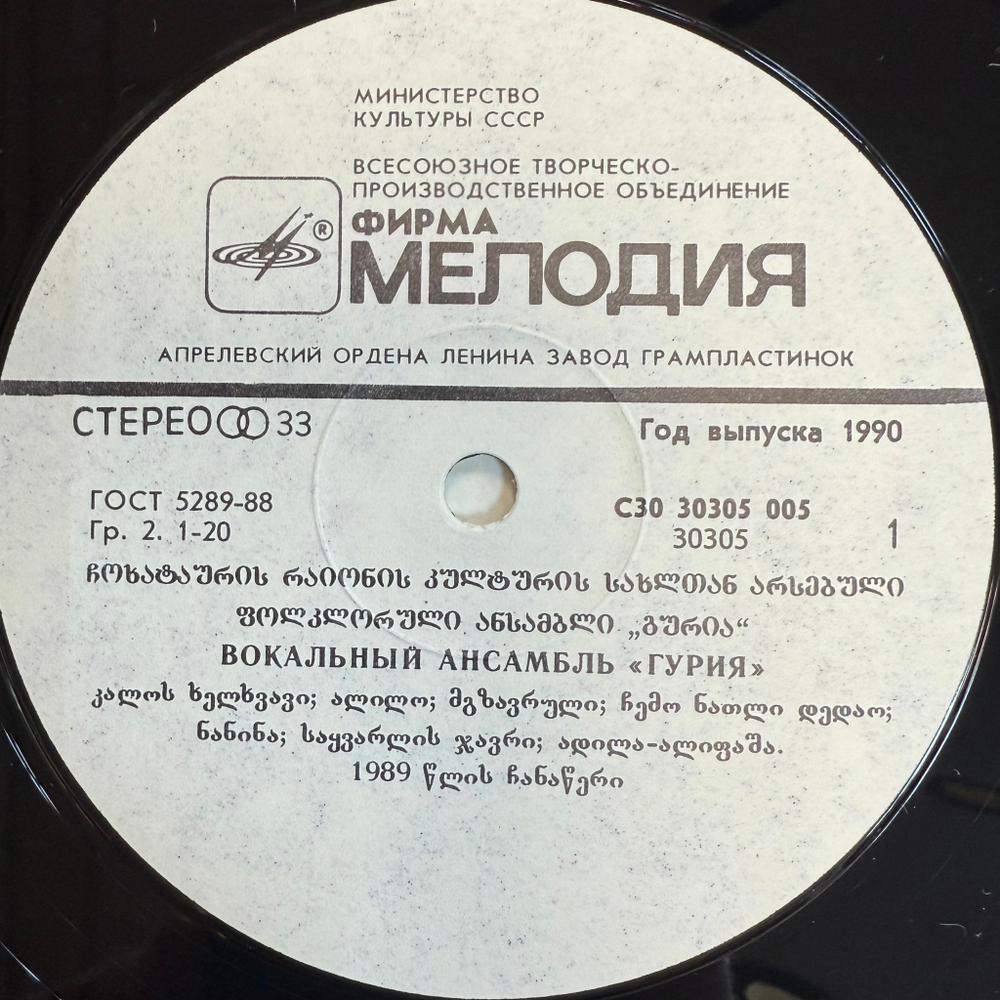 МИНИСТЕРСТВО
КУЛЬТУРЫ СССР
ВСЕСОЮЗНОЕ ТВОРЧЕСКО-
ПРОИЗВОДСТВЕННОЕ ОБЪЕДИНЕНИЕ
ФИРМА
®
МЕЛОДИЯ
АПРЕЛЕВСКИЙ ОРДЕНА ЛЕНИНА ЗАВОД ГРАМПЛАСТИНОК
СТЕРЕО 33
Год выпуска 1990
ГОСТ 5289-88
Гр. 2. 1-20
С30 30305 005
30305
1
ჩოხატაურის რაიონის კულტურის სახლთან არსებული
ფოლკლორული ანსამბლი „გურია“
ВОКАЛЬНЫЙ АНСАМБЛЬ «ГУРИЯ»
კალოს ხელხვავი; ალილო; მგზავრული; ჩემო ნათლი დედაო;
ნანინა; საყვარლის ჯავრი; ადილა-ალიფაშა.
1989 წლის ჩანაწერი